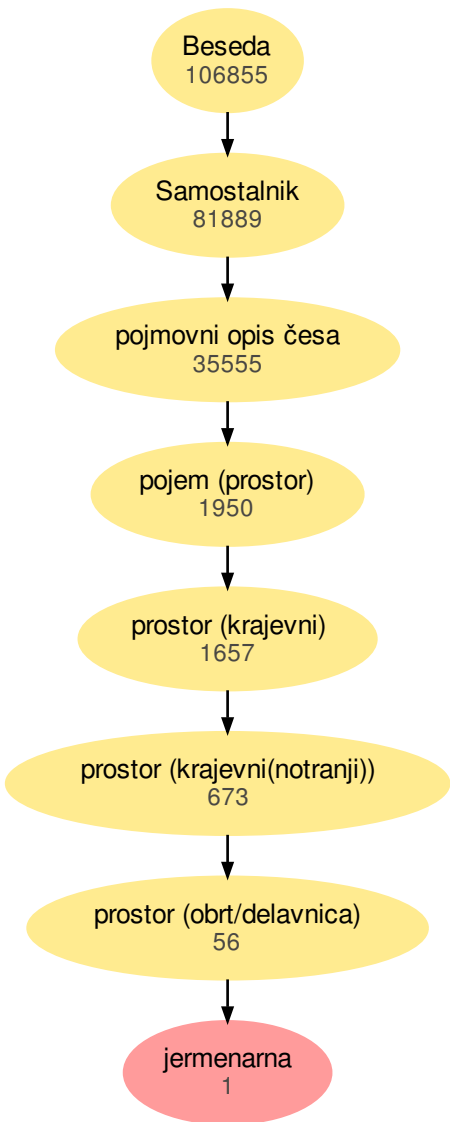 Beseda
106855
Samostalnik
81889
pojmovni opis česa
35555
pojem (prostor)
1950
prostor (krajevni)
1657
prostor (krajevni(notranji))
673
prostor (obrt/delavnica)
56
jermenarna
1